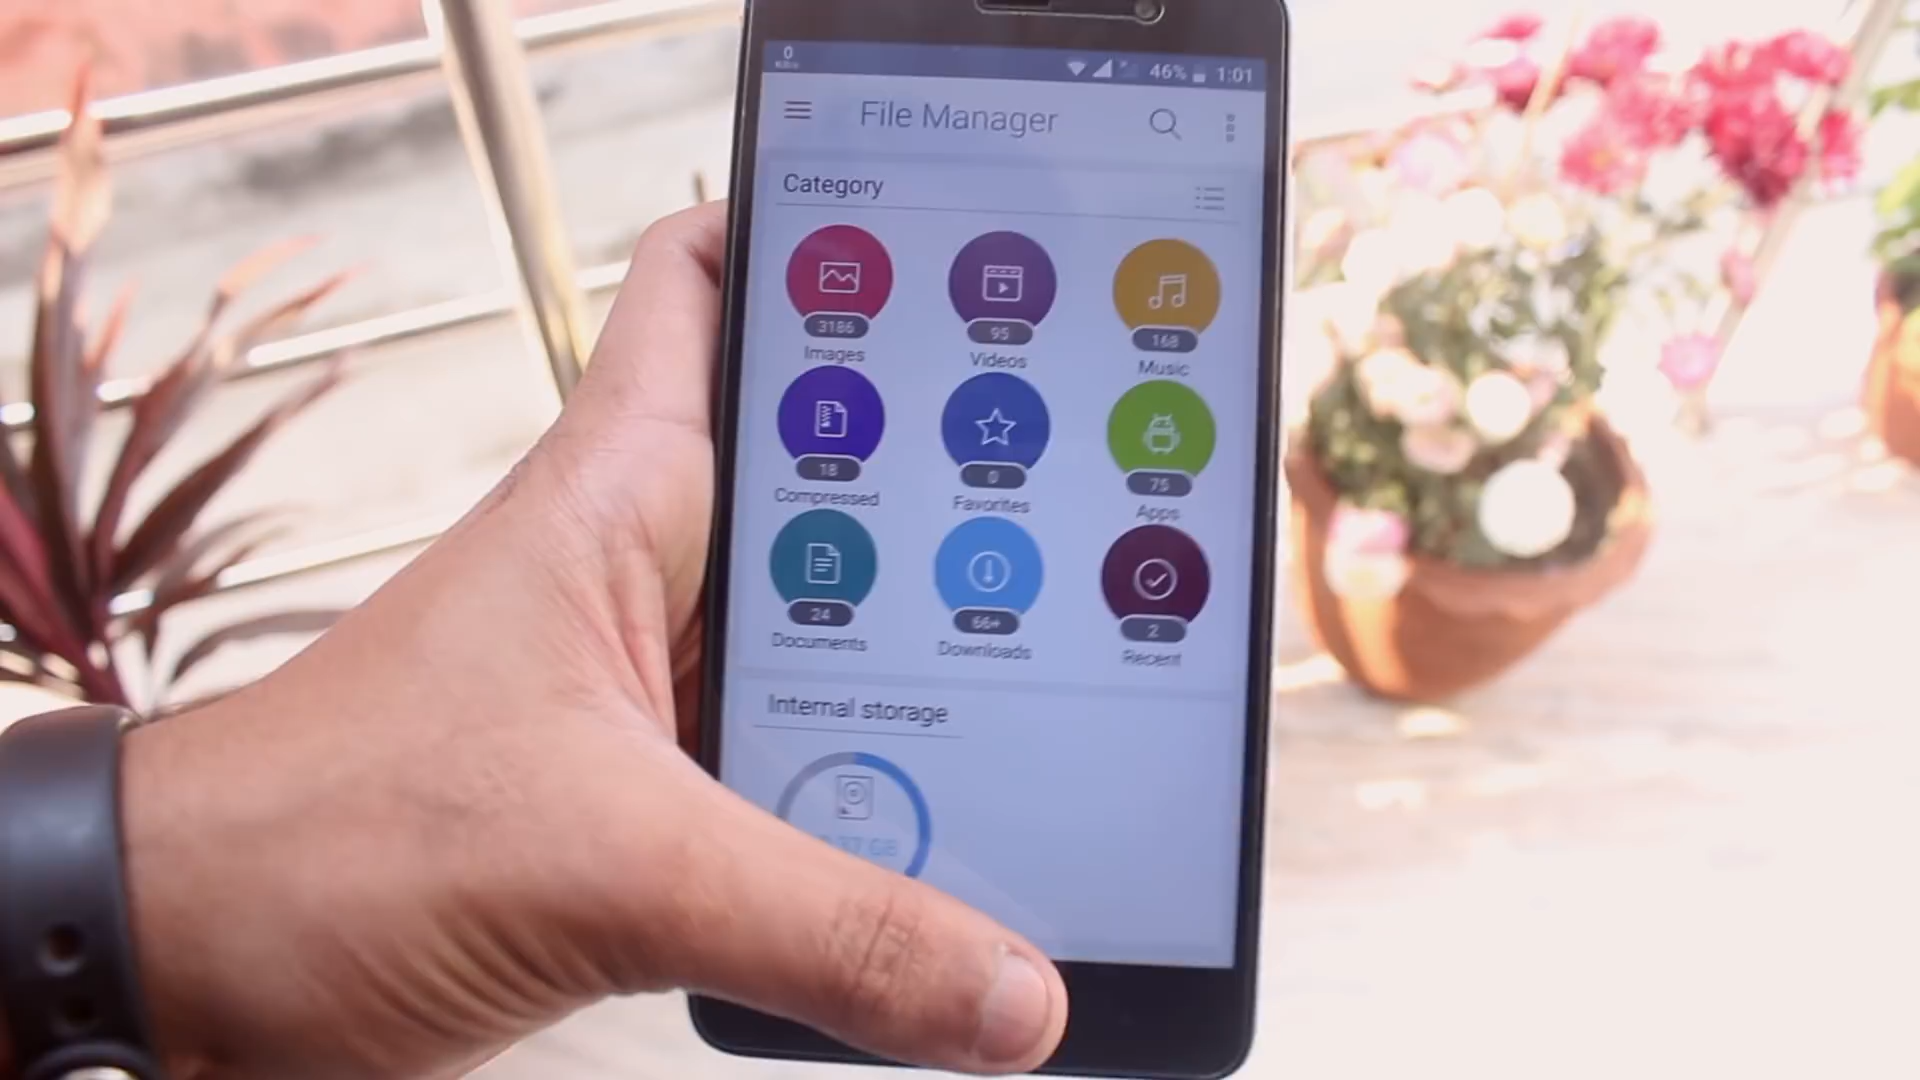 0
46% 1:01
File Manager
Category
3186 95 168
Images Videos Music
18 0 75
Compressed Favorites Apps
24 66+ 2
Documents Downloads Recent
Internal storage